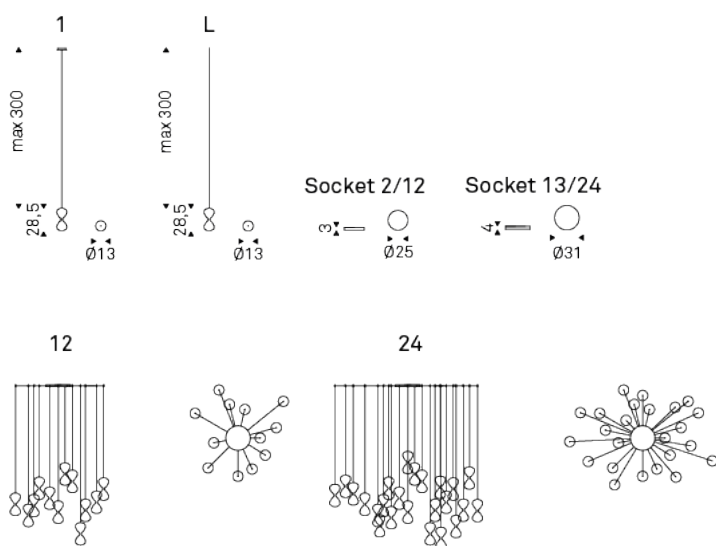 1
L
max 300
max 300
Socket 2/12
Socket 13/24
28,5
28,5
3
4
Ø13
Ø13
Ø25
Ø31
12
24